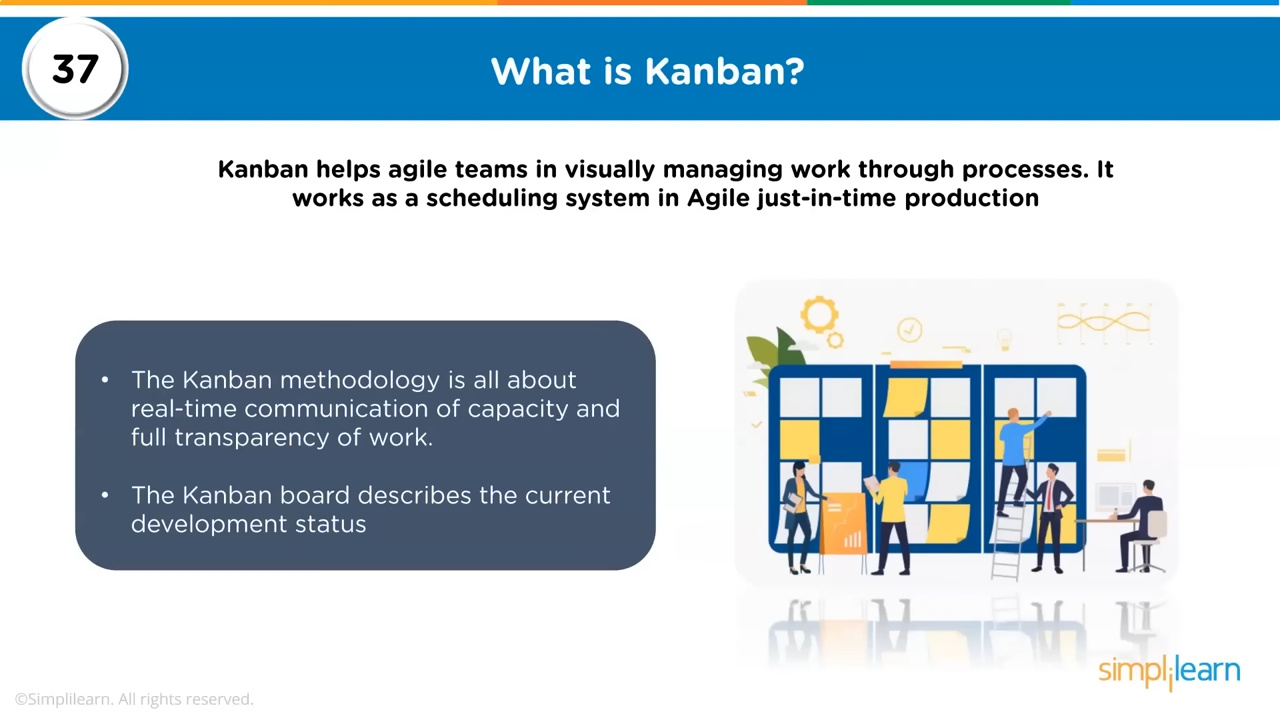 37
What is Kanban?
Kanban helps agile teams in visually managing work through processes. It
works as a scheduling system in Agile just-in-time production
• The Kanban methodology is all about
real-time communication of capacity and
full transparency of work.
• The Kanban board describes the current
development status
simplilearn
©Simplilearn. All rights reserved.